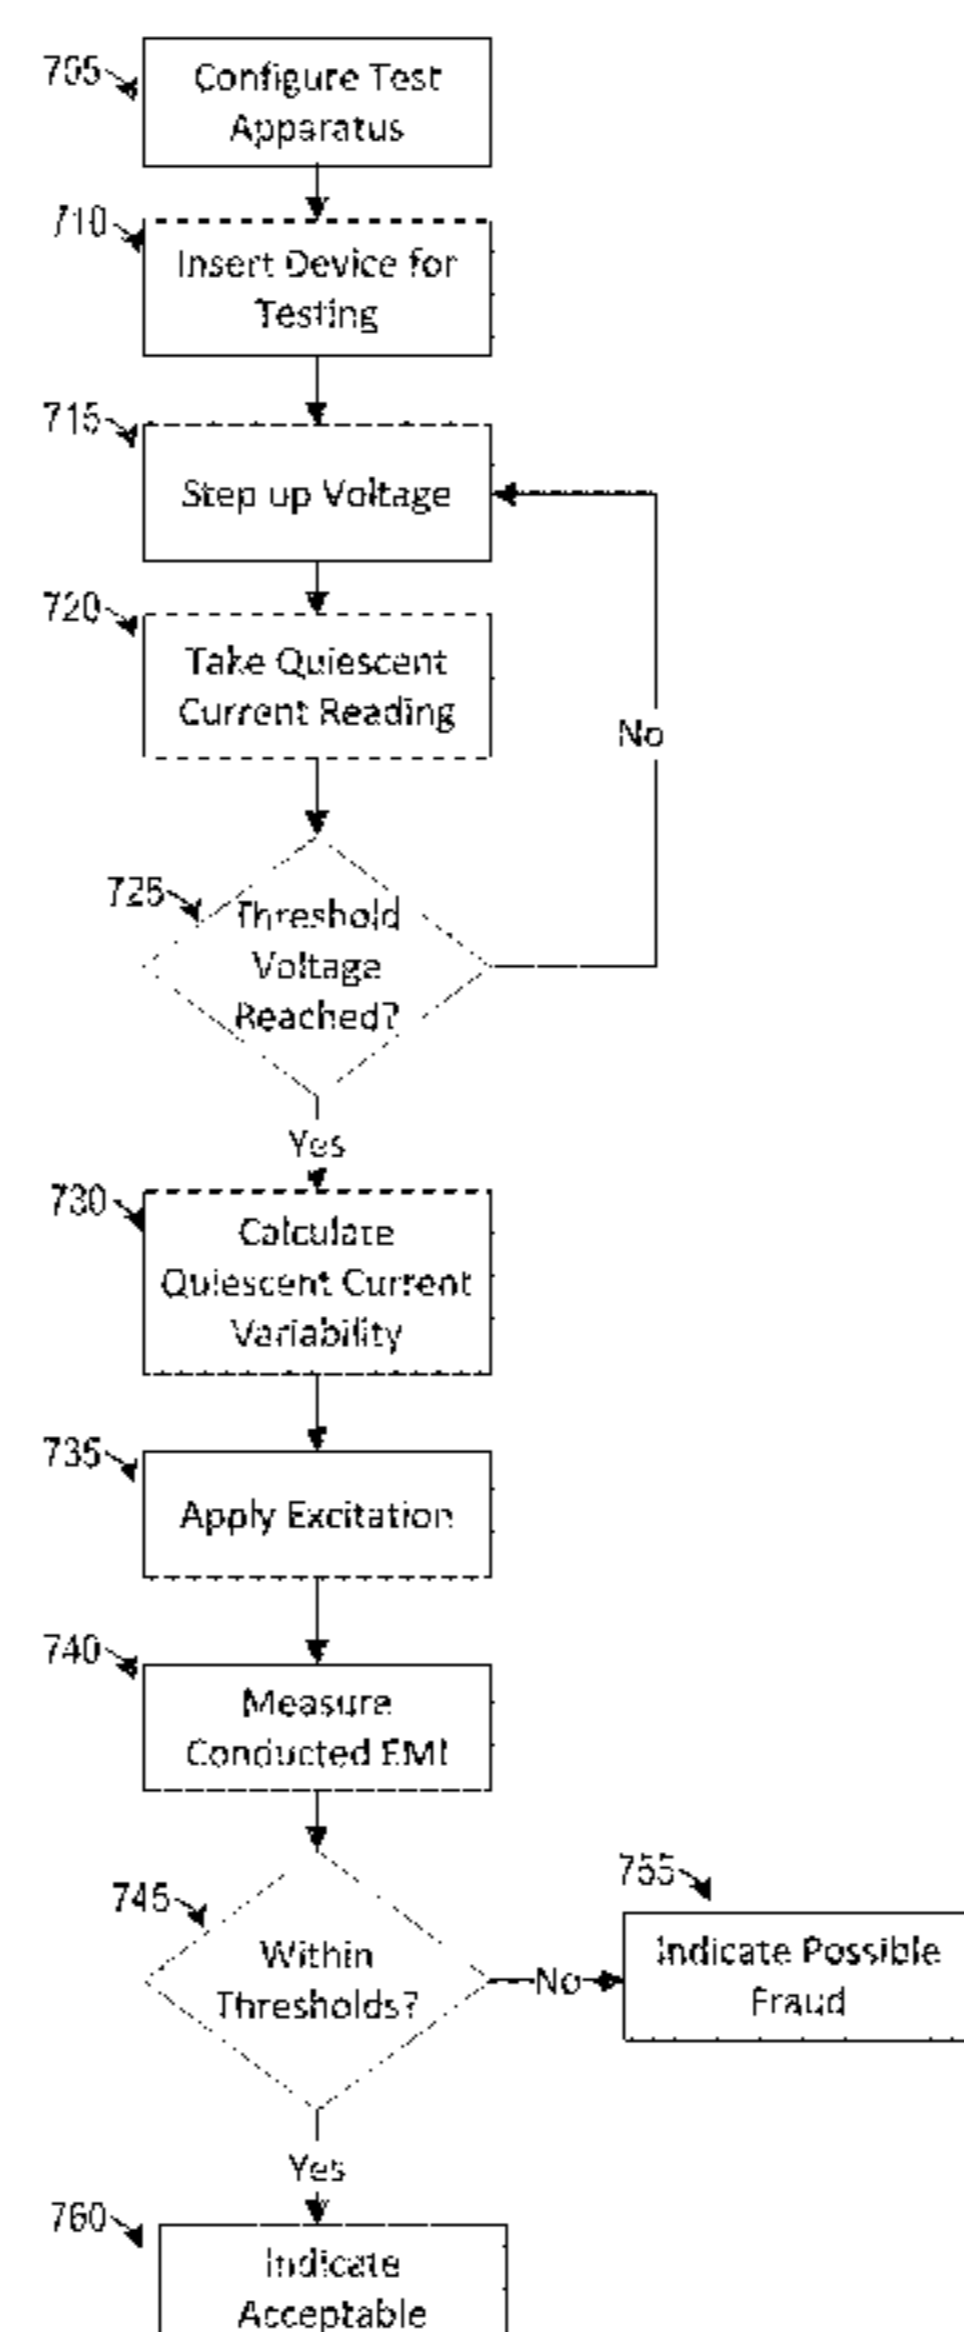 705
Configure Test
Apparatus
710
Insert Device for
Testing
715
Step up Voltage
720
Take Quiescent
Current Reading
No
725
Threshold
Voltage
Reached?
Yes
730
Calculate
Quiescent Current
Variability
735
Apply Excitation
740
Measure
Conducted EMI
755
745
Indicate Possible
Fraud
Within
Thresholds?
No
Yes
760
Indicate
Acceptable